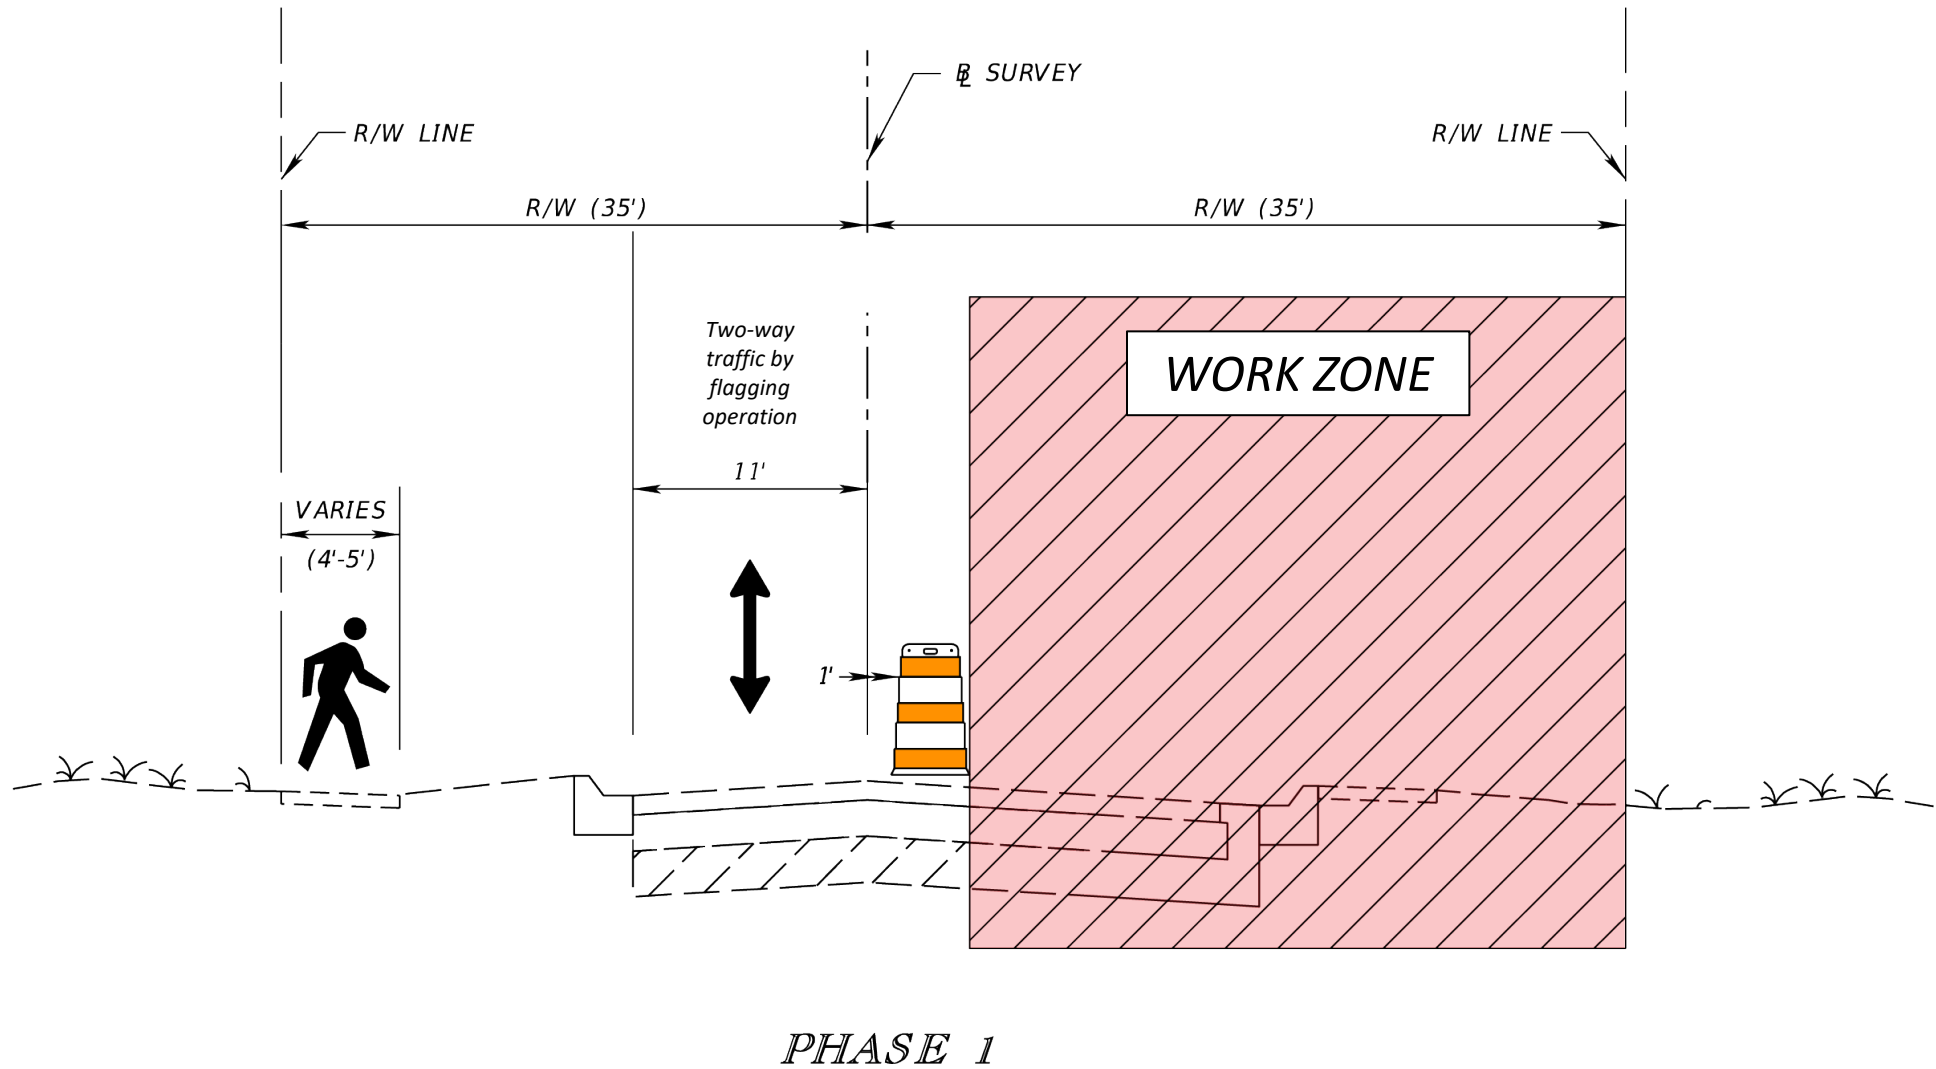 ℄ SURVEY
R/W LINE
R/W LINE
R/W (35')
R/W (35')
Two-way
traffic by
flagging
operation
WORK ZONE
11'
VARIES
(4'-5')
1'
PHASE 1